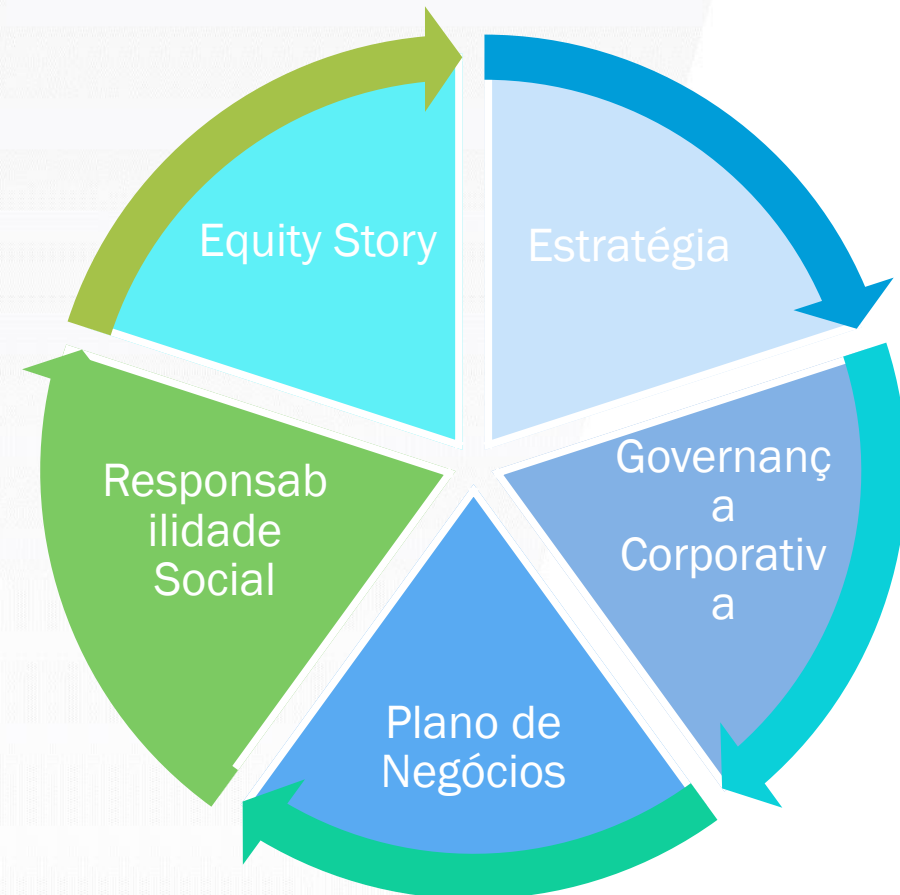 Equity Story
Estratégia
Governanç
a
Corporativ
a
Plano de
Negócios
Responsab
ilidade
Social